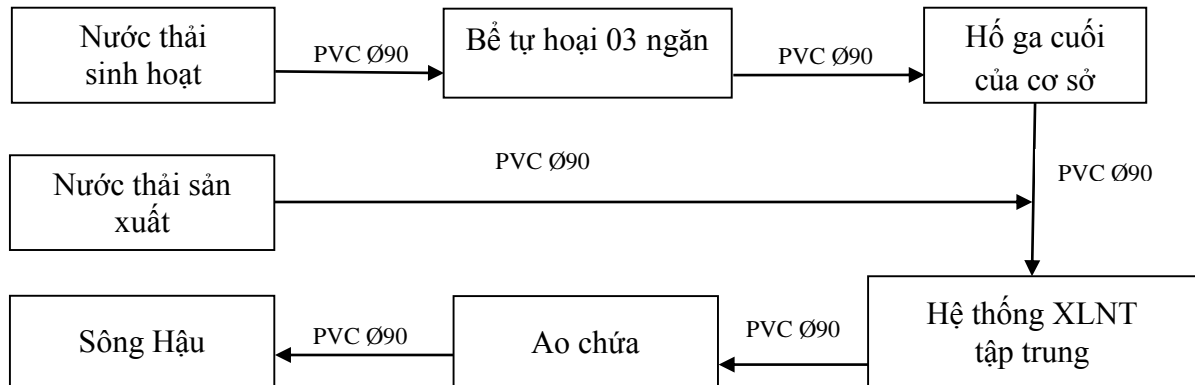 Nước thải
sinh hoạt
PVC Ø90
Bể tự hoại 03 ngăn
PVC Ø90
Hố ga cuối
của cơ sở
Nước thải sản
xuất
PVC Ø90
PVC Ø90
Sông Hậu
PVC Ø90
Ao chứa
PVC Ø90
Hệ thống XLNT
tập trung